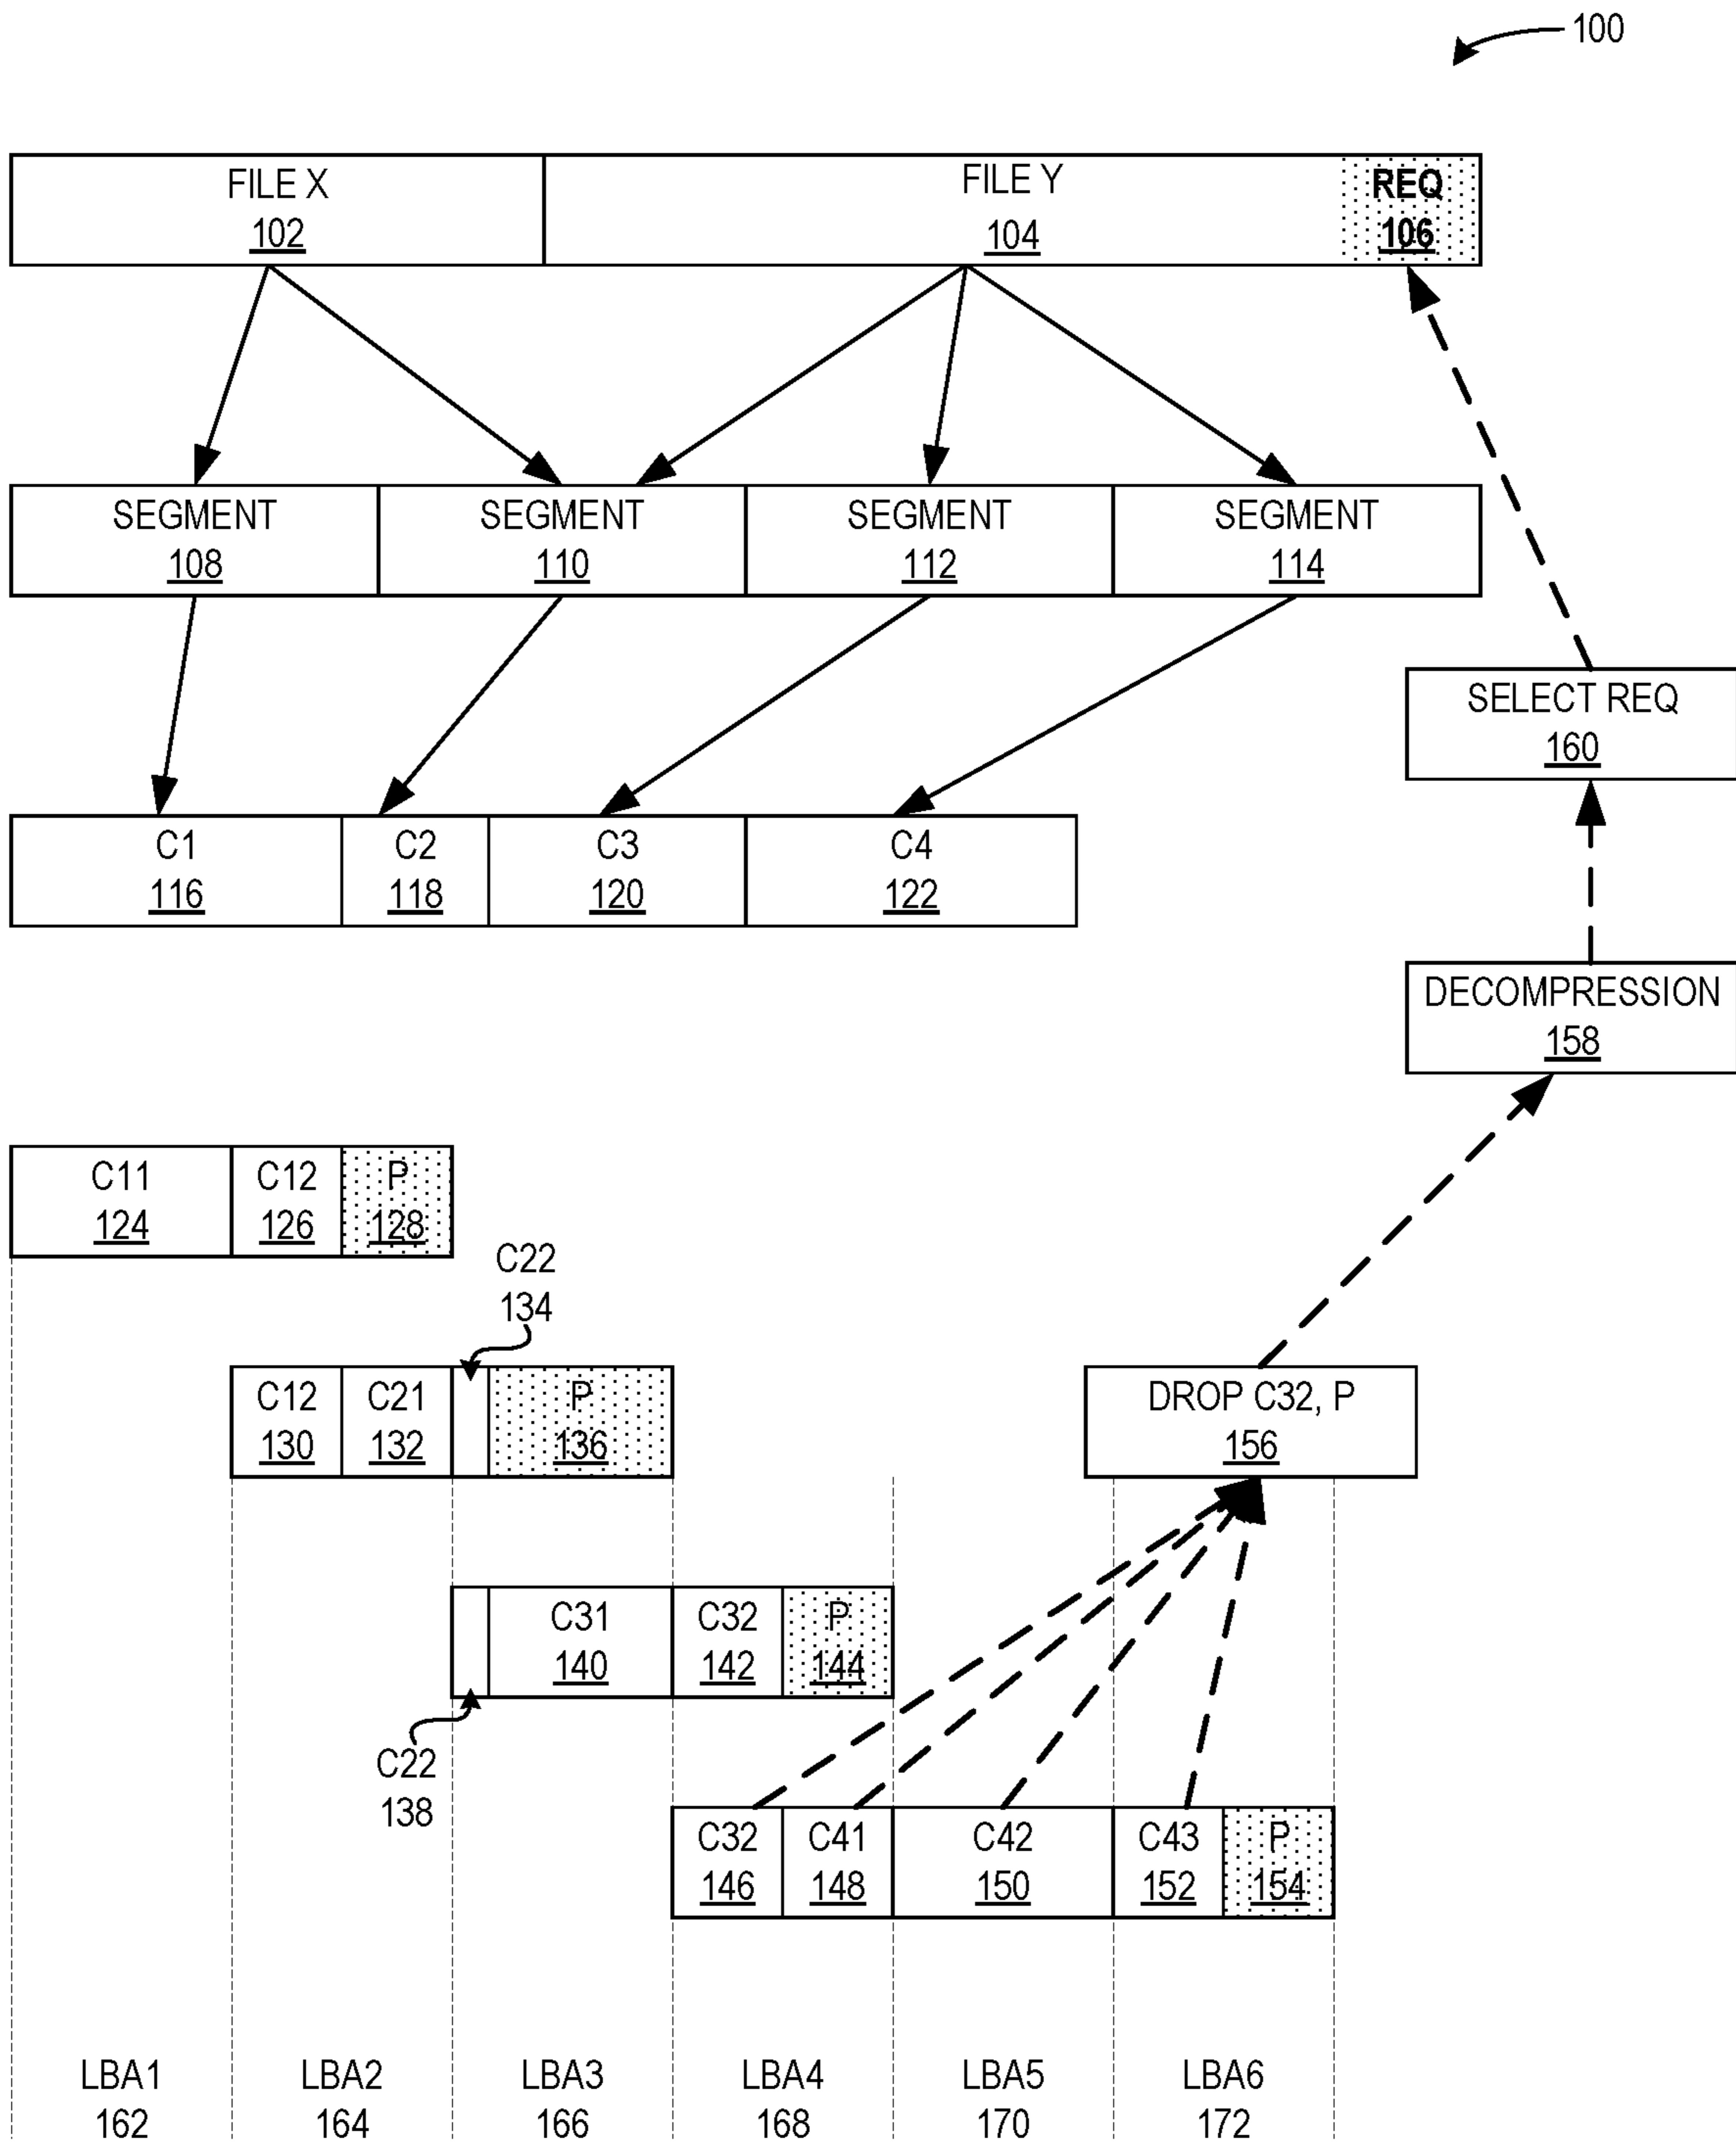 100
FILE X
102
FILE Y
104
REQ
106
SEGMENT
108
SEGMENT
110
SEGMENT
112
SEGMENT
114
SELECT REQ
160
C1
116
C2
118
C3
120
C4
122
DECOMPRESSION
158
C11
124
C12
126
P
128
C22
134
C12
130
C21
132
P
136
DROP C32, P
156
C31
140
C32
142
P
144
C22
138
C32
146
C41
148
C42
150
C43
152
P
154
LBA1
162
LBA2
164
LBA3
166
LBA4
168
LBA5
170
LBA6
172